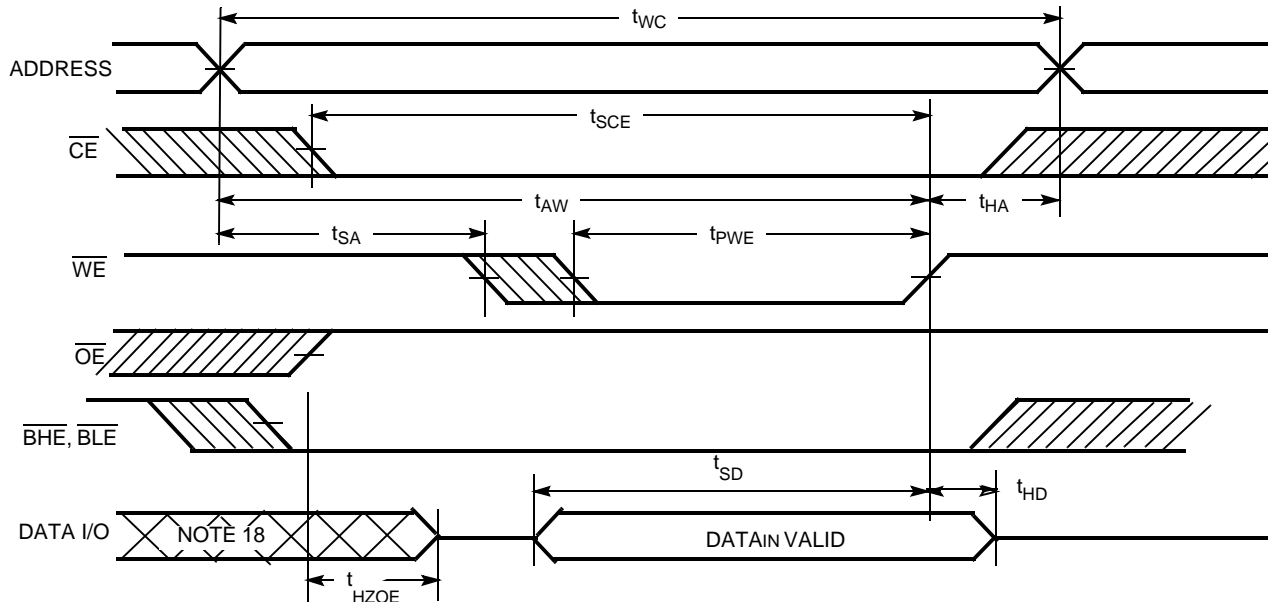 tWC
ADDRESS
tSCE
CE
tAW
tHA
tSA
tPWE
WE
OE
BHE, BLE
tSD
tHD
DATA I/O
NOTE 18
DATAIN VALID
tHZOE